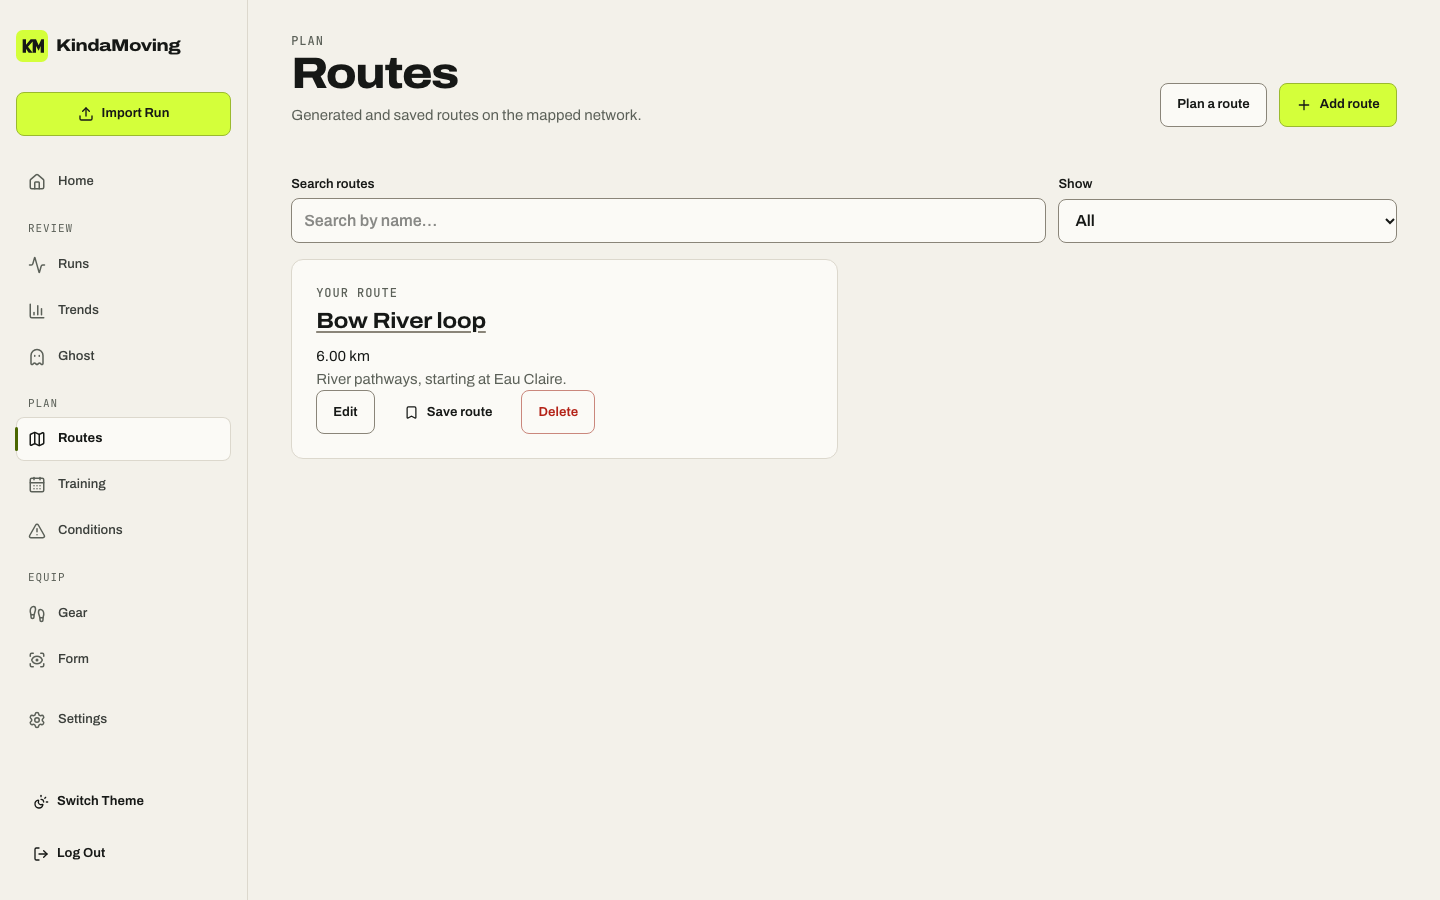 KM KindaMoving
Import Run
Home
REVIEW
Runs
Trends
Ghost
PLAN
Routes
Training
Conditions
EQUIP
Gear
Form
Settings
Switch Theme
Log Out
PLAN
Routes
Generated and saved routes on the mapped network.
Plan a route
Add route
Search routes
Search by name...
Show
All
YOUR ROUTE
Bow River loop
6.00 km
River pathways, starting at Eau Claire.
Edit
Save route
Delete